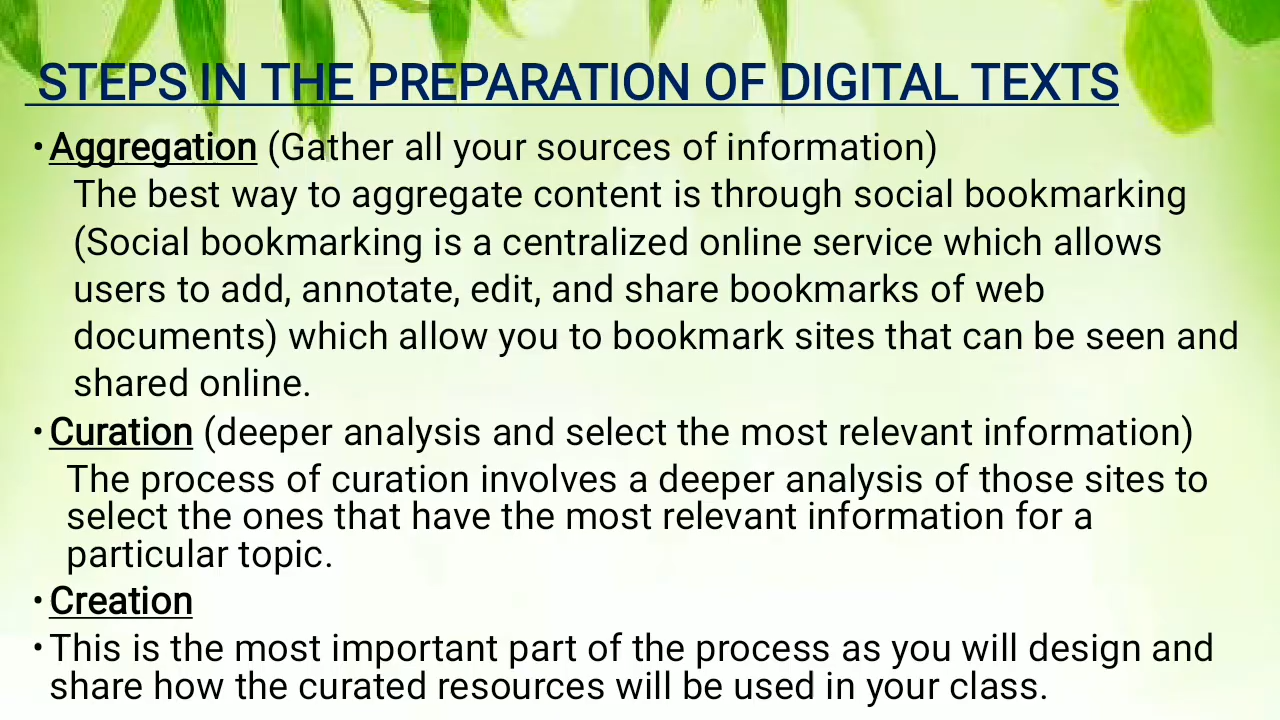 STEPS IN THE PREPARATION OF DIGITAL TEXTS
• Aggregation (Gather all your sources of information)
The best way to aggregate content is through social bookmarking
(Social bookmarking is a centralized online service which allows
users to add, annotate, edit, and share bookmarks of web
documents) which allow you to bookmark sites that can be seen and
shared online.
• Curation (deeper analysis and select the most relevant information)
The process of curation involves a deeper analysis of those sites to
select the ones that have the most relevant information for a
particular topic.
• Creation
• This is the most important part of the process as you will design and
share how the curated resources will be used in your class.